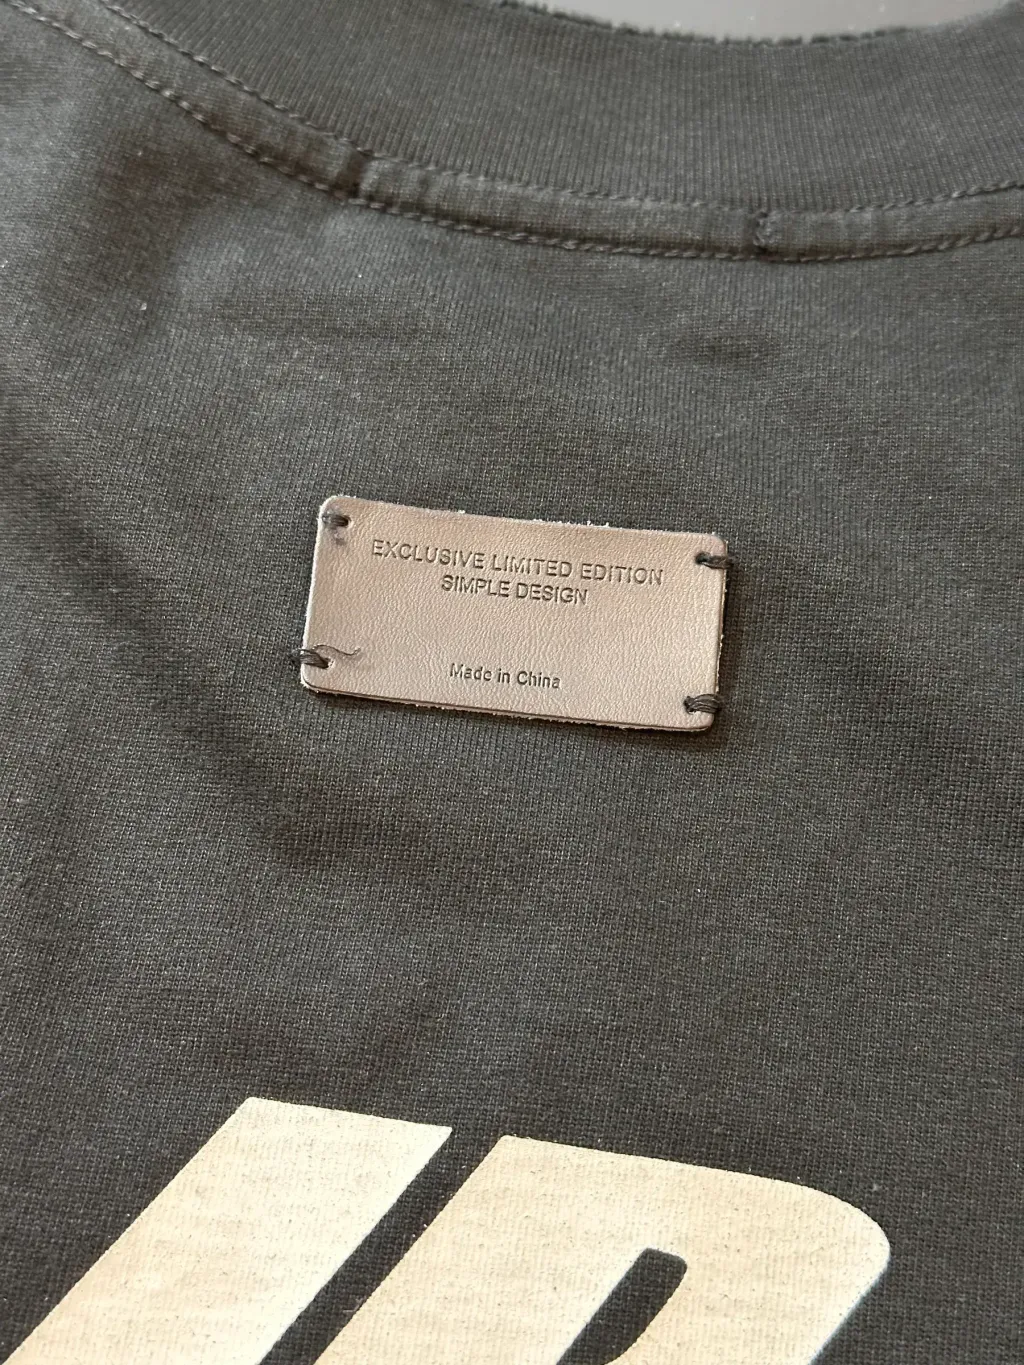 EXCLUSIVE LIMITED EDITION
SIMPLE DESIGN
Made in China